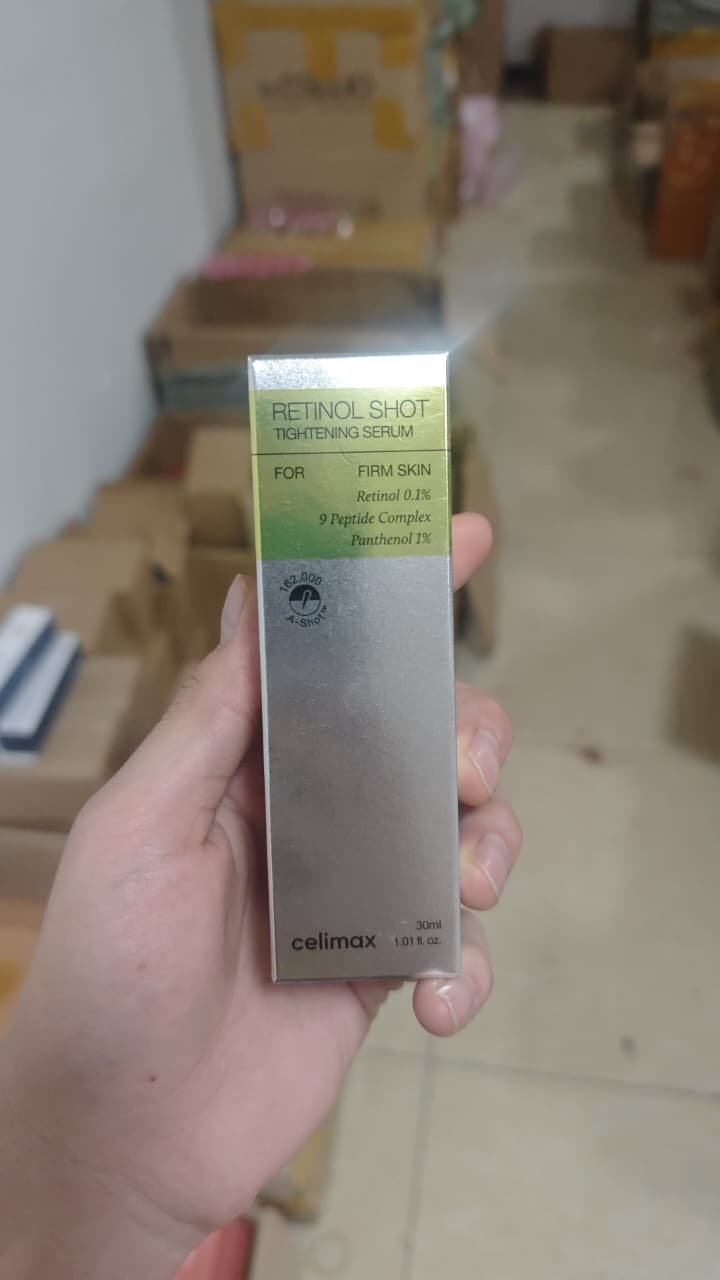 RETINOL SHOT
TIGHTENING SERUM
FOR FIRM SKIN
Retinol 0.1%
9 Peptide Complex
Panthenol 1%
162,000
A-Shot™
30ml
celimax 1.01 fl. oz.